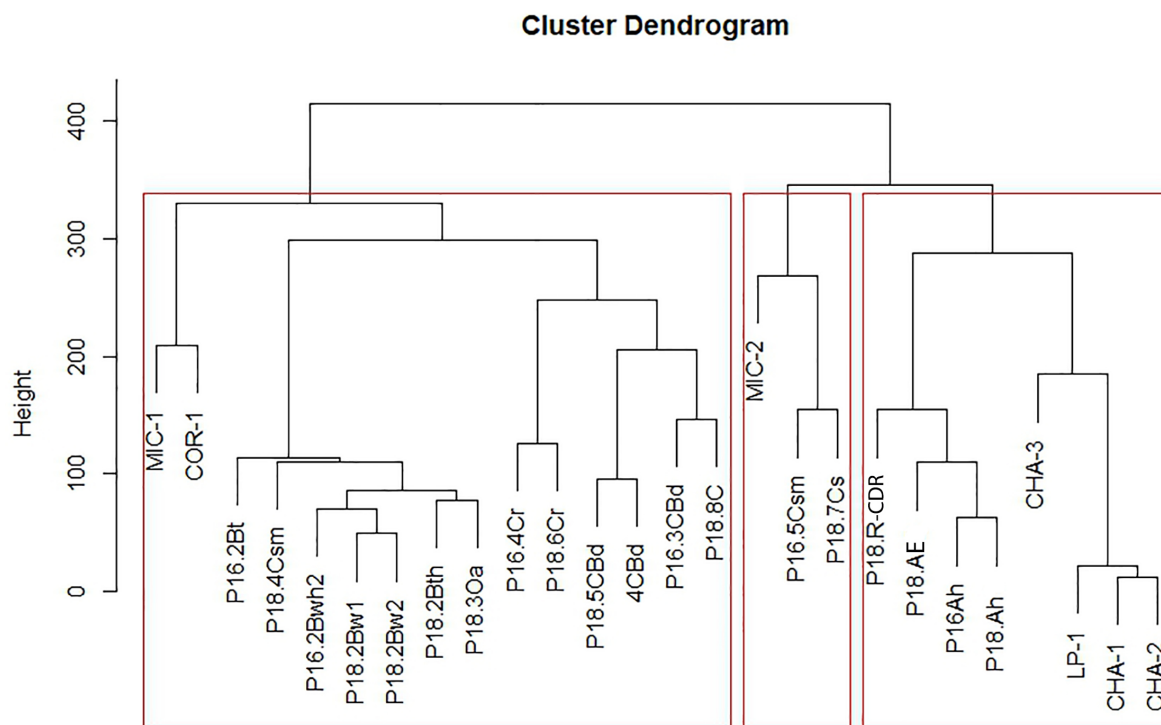 Cluster Dendrogram
Height
400
300
200
100
0
MIC-1
COR-1
P16.2Bt
P18.4Csm
P16.2Bwh2
P18.2Bw1
P18.2Bw2
P18.2Bth
P18.3Oa
P16.4Cr
P18.6Cr
P18.5CBd
4CBd
P16.3CBd
P18.8C
MIC-2
P16.5Csm
P18.7Cs
P18.R-CDR
P18.AE
P16Ah
P18.Ah
CHA-3
LP-1
CHA-1
CHA-2